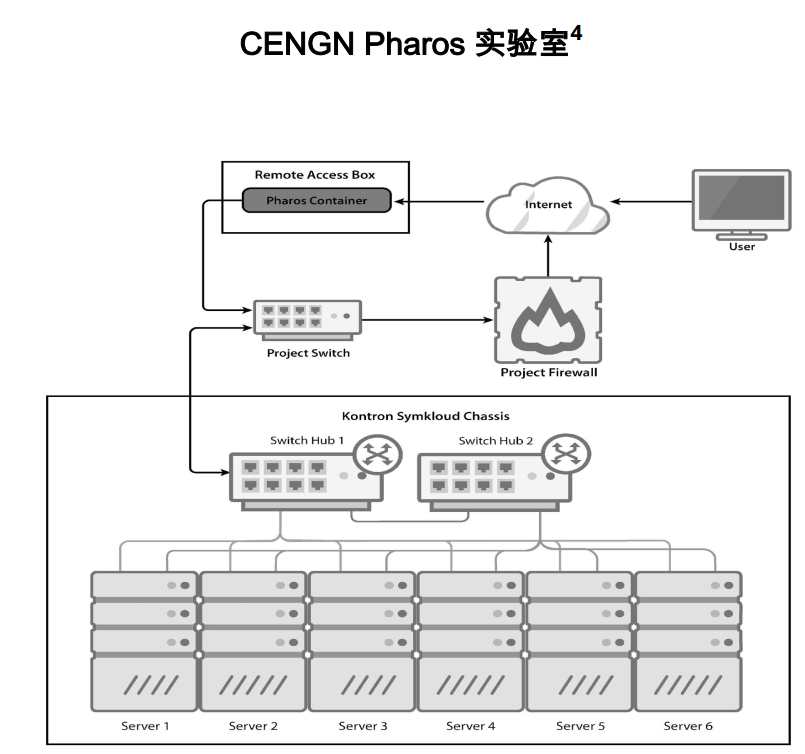 CENGN Pharos 实验室4
Remote Access Box
Pharos Container
Internet
User
Project Switch
Project Firewall
Kontron Symkloud Chassis
Switch Hub 1
Switch Hub 2
Server 1
Server 2
Server 3
Server 4
Server 5
Server 6